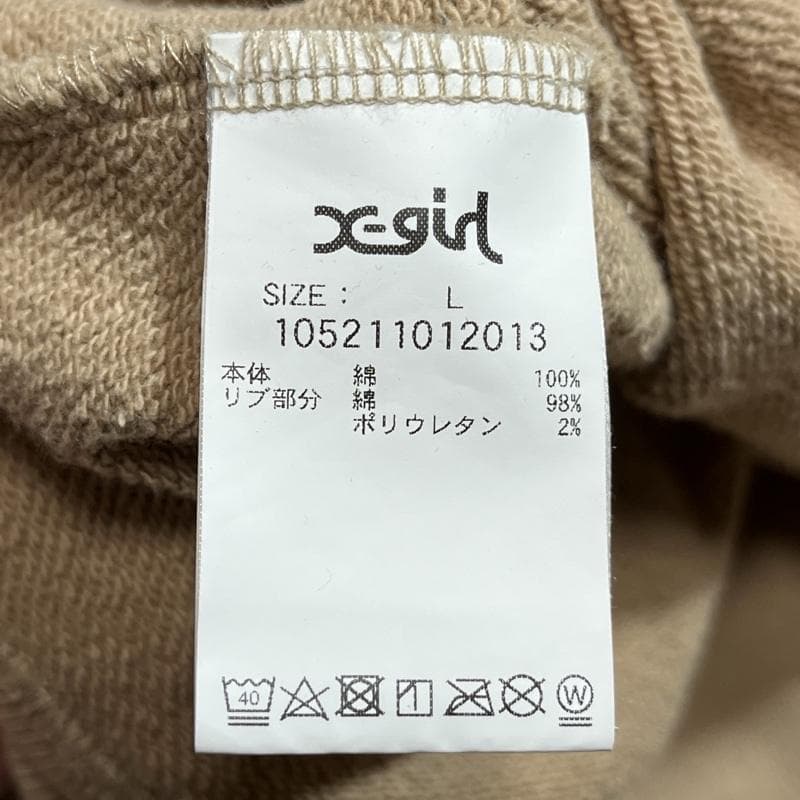 X-girl
SIZE : L
105211012013
本体 綿 100%
リブ部分 綿 98%
ポリウレタン 2%
40 W